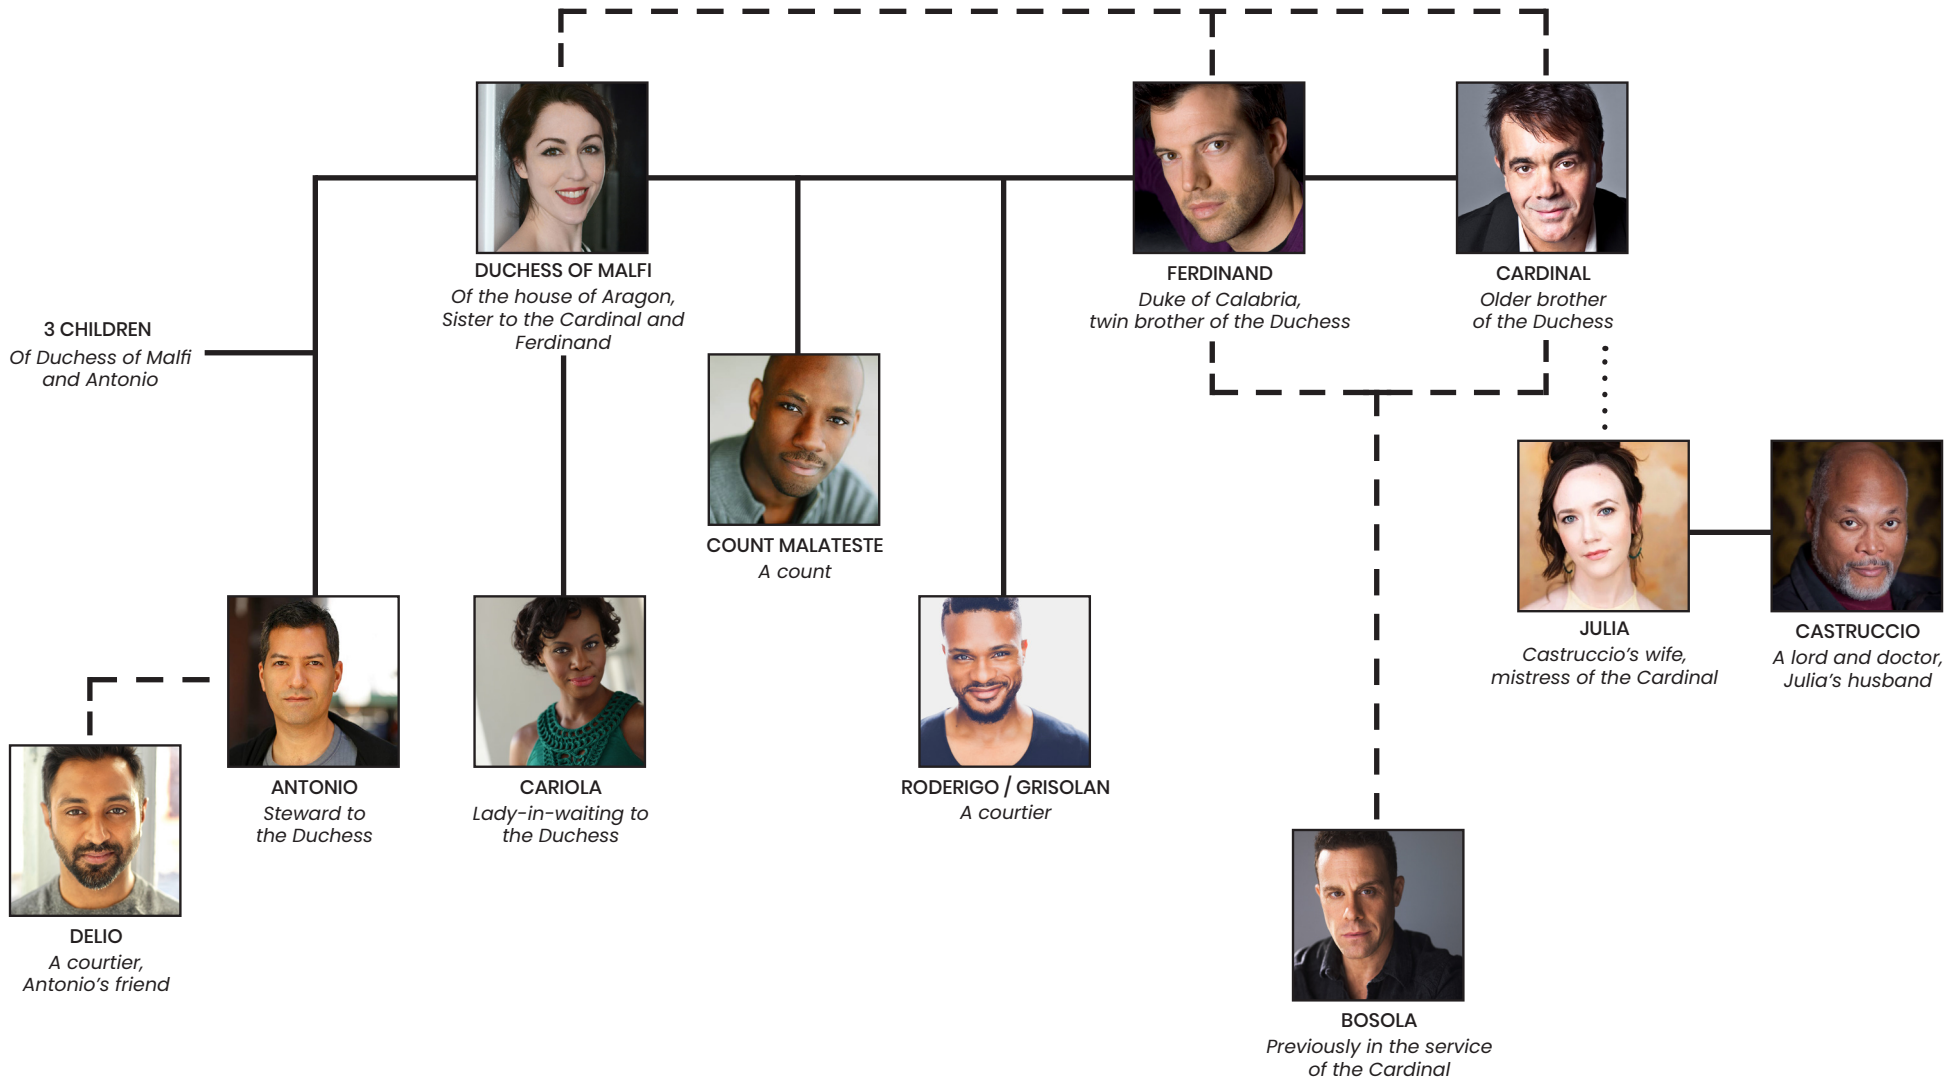 DUCHESS OF MALFI
Of the house of Aragon,
Sister to the Cardinal and
Ferdinand
FERDINAND
Duke of Calabria,
twin brother of the Duchess
CARDINAL
Older brother
of the Duchess
3 CHILDREN
Of Duchess of Malfi
and Antonio
COUNT MALATESTE
A count
JULIA
Castruccio’s wife,
mistress of the Cardinal
CASTRUCCIO
A lord and doctor,
Julia’s husband
ANTONIO
Steward to
the Duchess
CARIOLA
Lady-in-waiting to
the Duchess
RODERIGO / GRISOLAN
A courtier
DELIO
A courtier,
Antonio’s friend
BOSOLA
Previously in the service
of the Cardinal